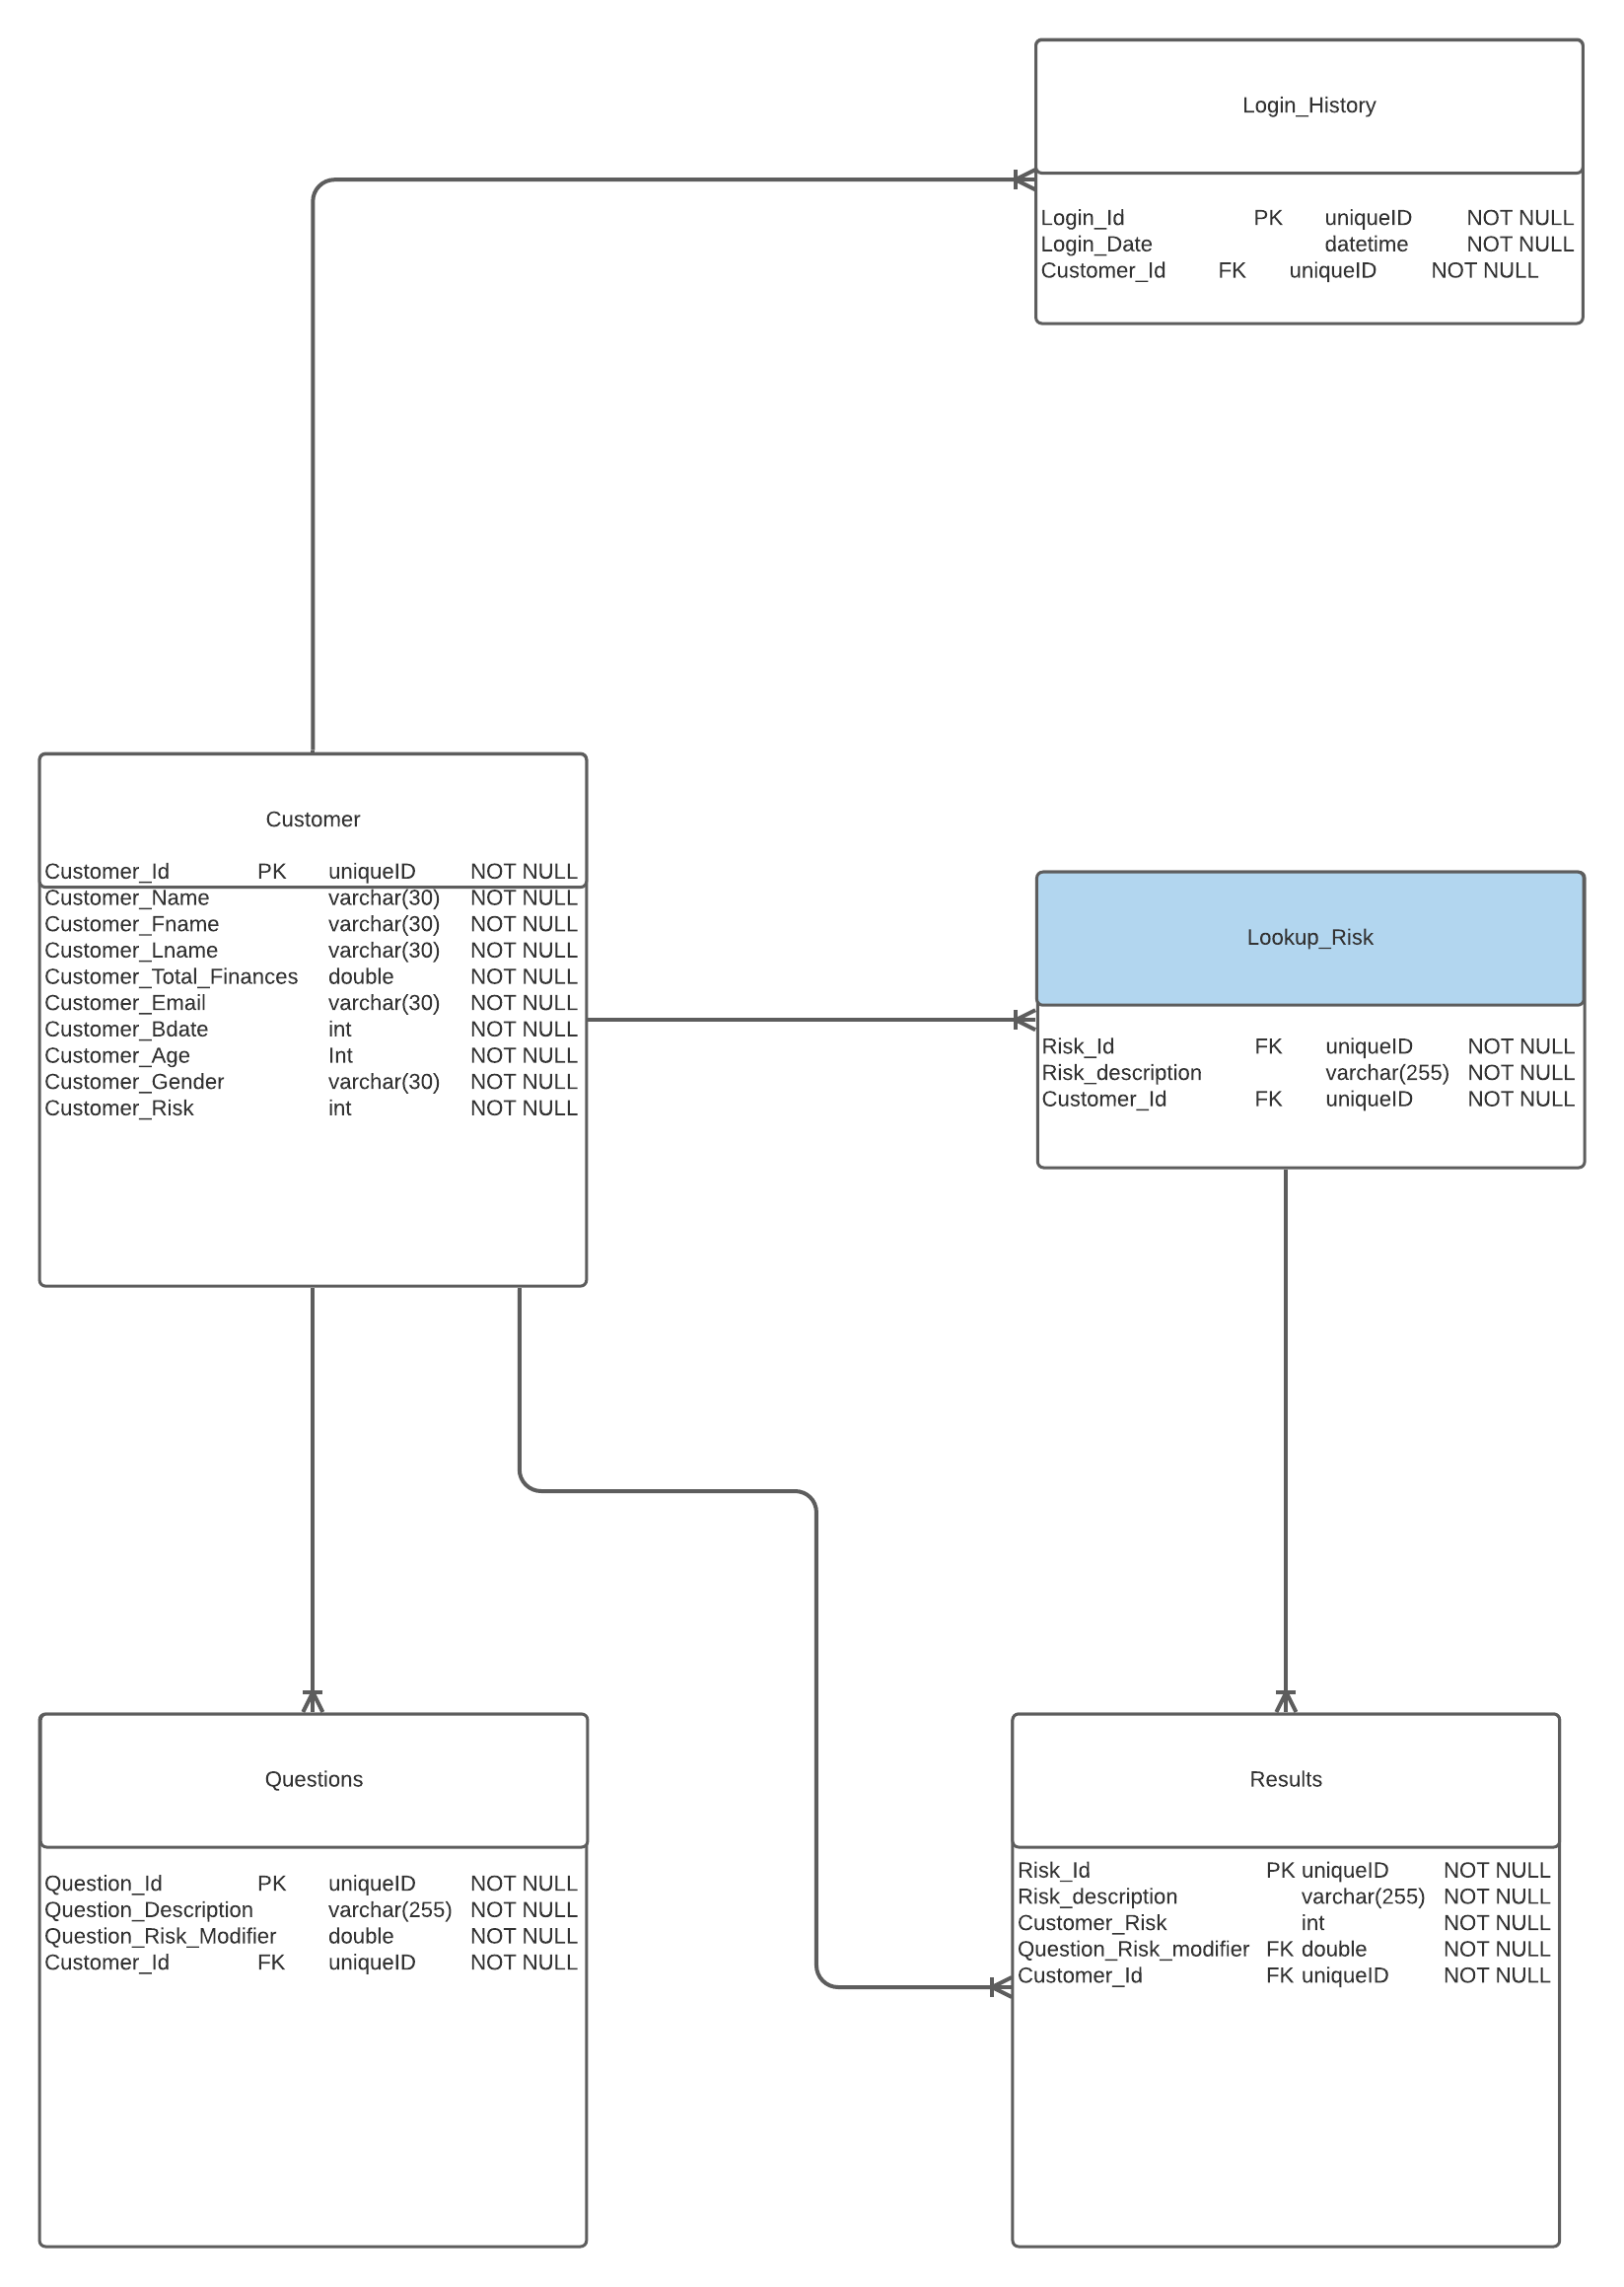 Login_History
Login_Id PK uniqueID NOT NULL
Login_Date datetime NOT NULL
Customer_Id FK uniqueID NOT NULL
Customer
Customer_Id PK uniqueID NOT NULL
Customer_Name varchar(30) NOT NULL
Customer_Fname varchar(30) NOT NULL
Customer_Lname varchar(30) NOT NULL
Customer_Total_Finances double NOT NULL
Customer_Email varchar(30) NOT NULL
Customer_Bdate int NOT NULL
Customer_Age Int NOT NULL
Customer_Gender varchar(30) NOT NULL
Customer_Risk int NOT NULL
Lookup_Risk
Risk_Id FK uniqueID NOT NULL
Risk_description varchar(255) NOT NULL
Customer_Id FK uniqueID NOT NULL
Questions
Question_Id PK uniqueID NOT NULL
Question_Description varchar(255) NOT NULL
Question_Risk_Modifier double NOT NULL
Customer_Id FK uniqueID NOT NULL
Results
Risk_Id PK uniqueID NOT NULL
Risk_description varchar(255) NOT NULL
Customer_Risk int NOT NULL
Question_Risk_modifier FK double NOT NULL
Customer_Id FK uniqueID NOT NULL